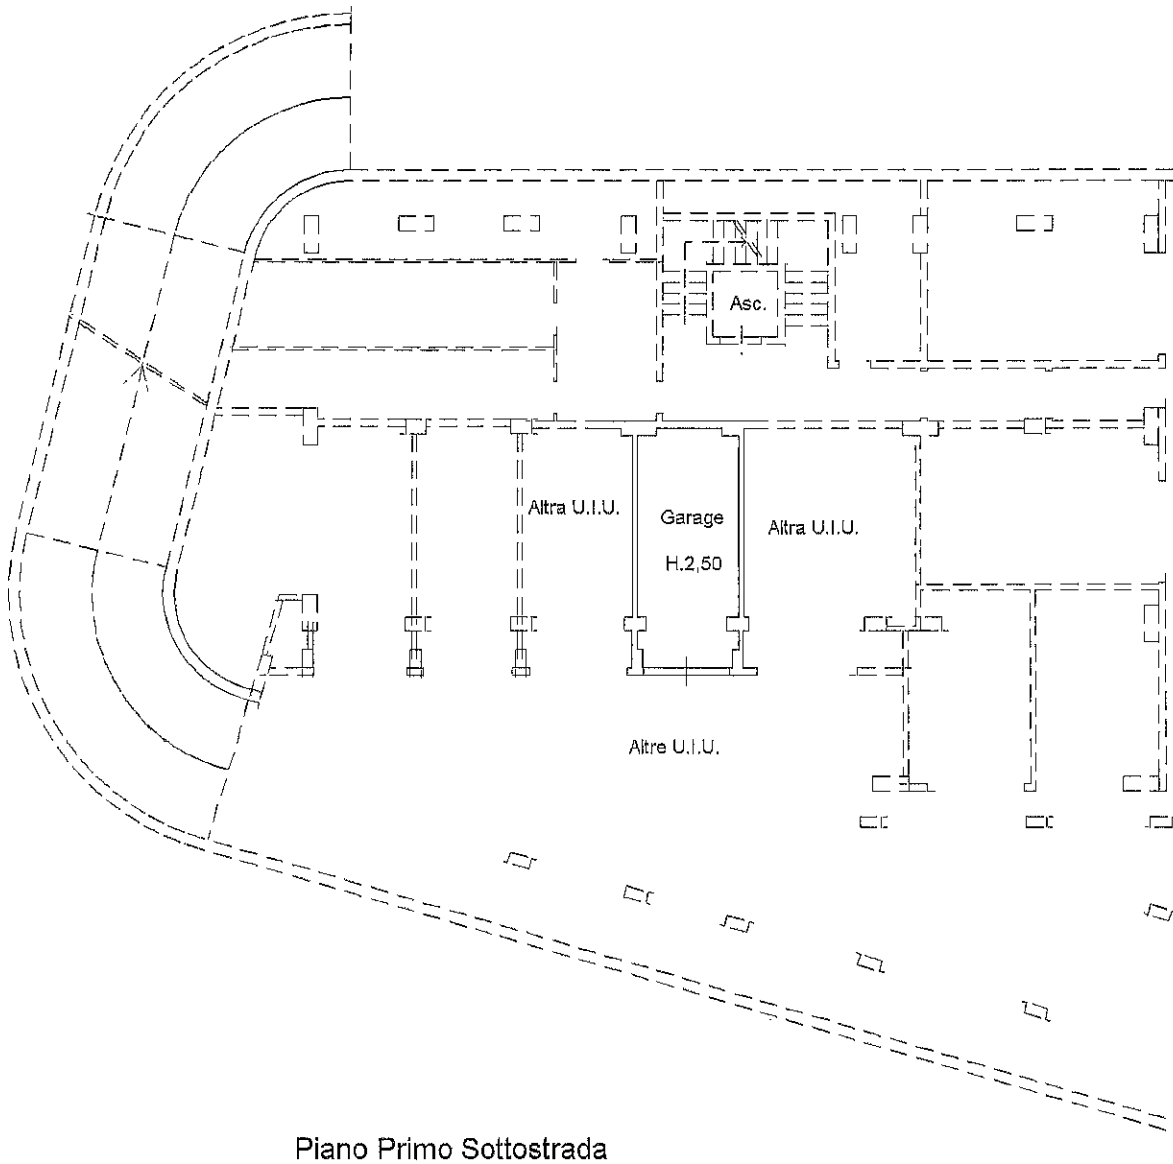 Asc.
Altra U.I.U.
Garage
Altra U.I.U.
H.2,50
Altre U.I.U.
Piano Primo Sottostrada